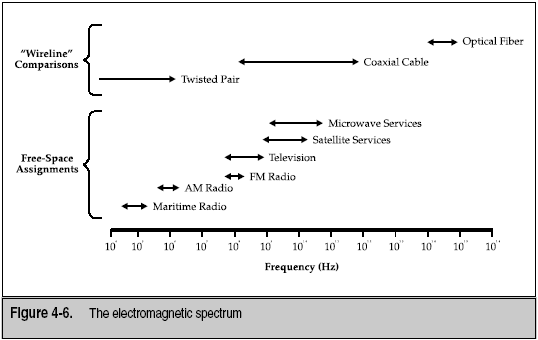 "Wireline"
Comparisons
Optical Fiber
Coaxial Cable
Twisted Pair
Free-Space
Assignments
Microwave Services
Satellite Services
Television
FM Radio
AM Radio
Maritime Radio
10 10 10 10 10 10 10 10 10 10 10 10 10
Frequency (Hz)
Figure 4-6. The electromagnetic spectrum